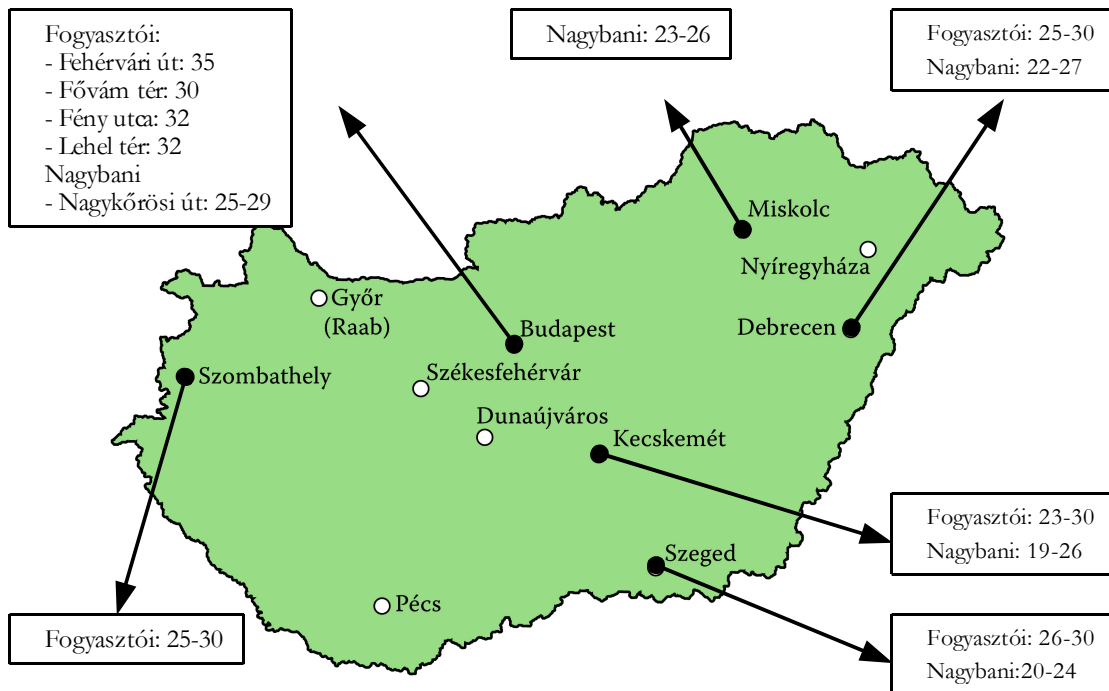 Fogyasztói:
- Fehérvári út: 35
- Fővám tér: 30
- Fény utca: 32
- Lehel tér: 32
Nagybani
- Nagykőrösi út: 25-29
Nagybani: 23-26
Fogyasztói: 25-30
Nagybani: 22-27
Miskolc
Nyíregyháza
Győr
(Raab)
Budapest
Debrecen
Szombathely
Székesfehérvár
Dunaújváros
Kecskemét
Fogyasztói: 23-30
Nagybani: 19-26
Szeged
Pécs
Fogyasztói: 25-30
Fogyasztói: 26-30
Nagybani:20-24